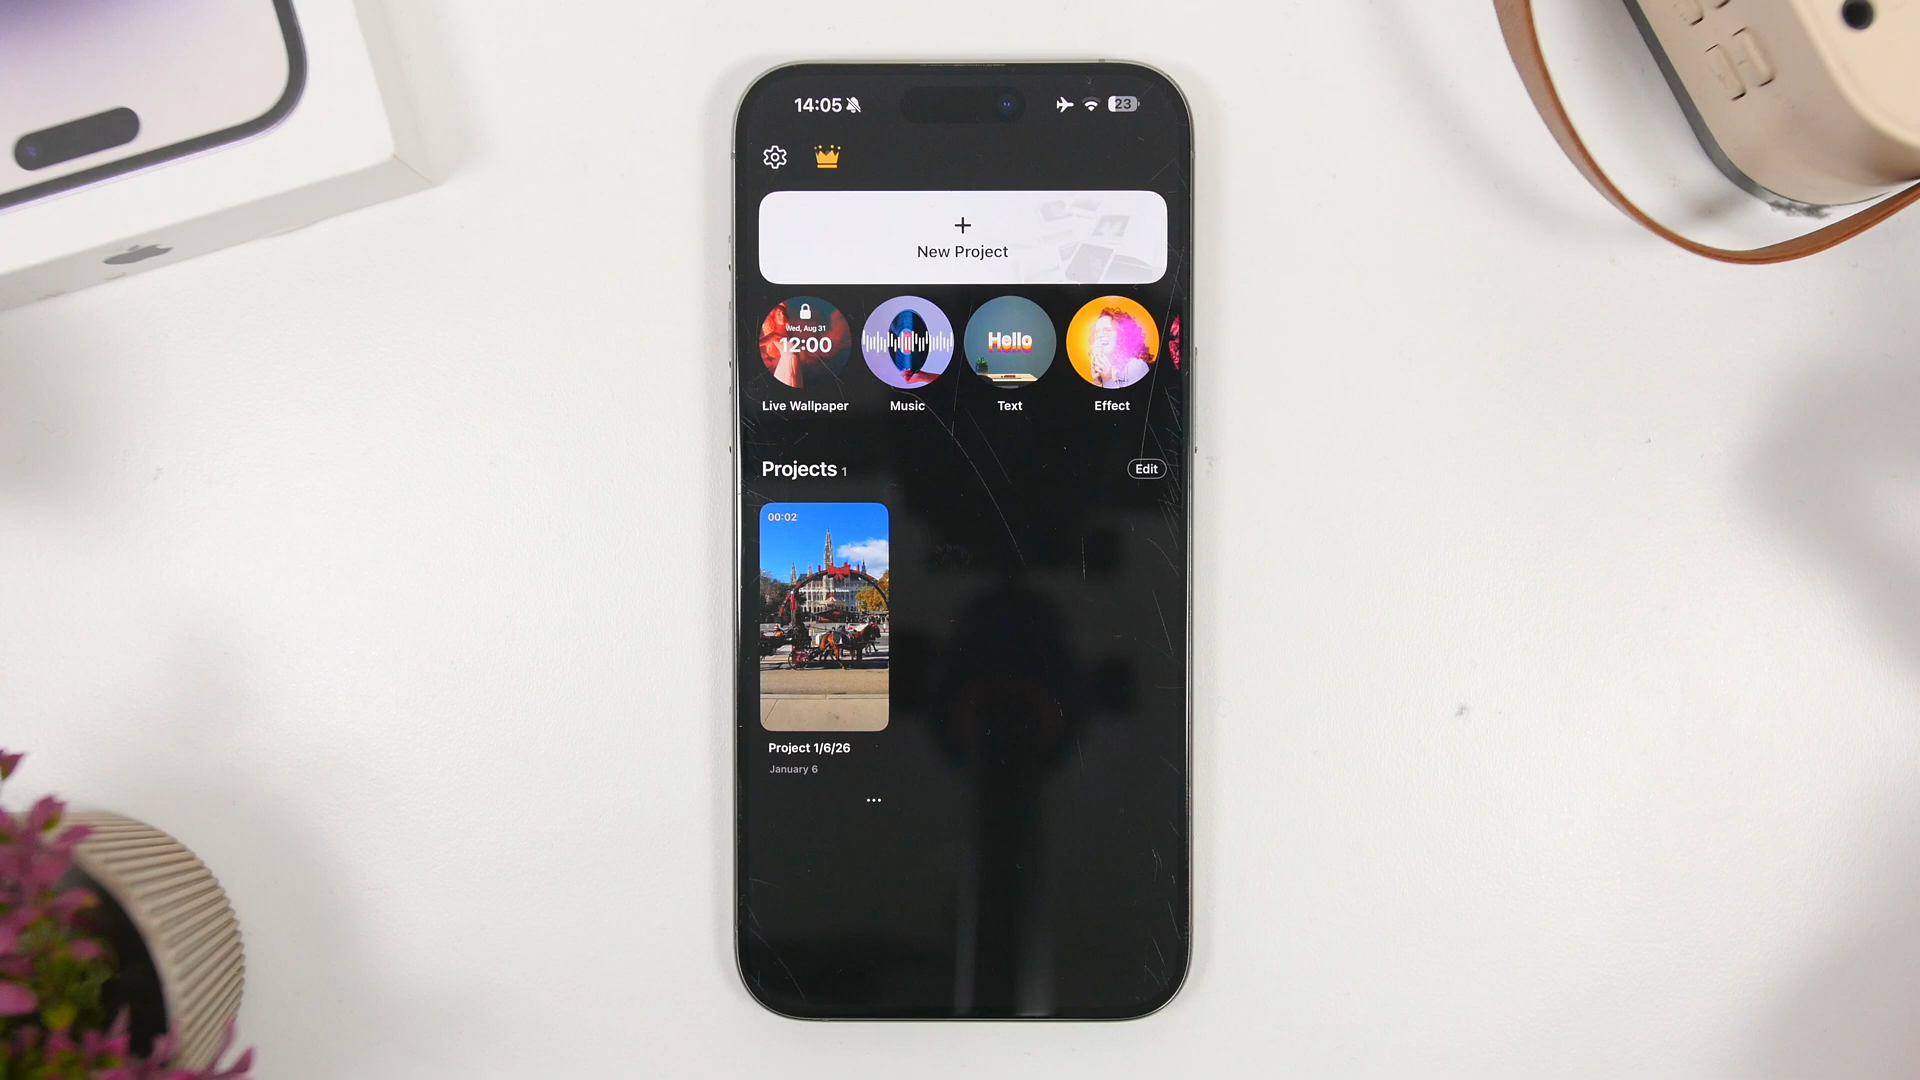 14:05
23
+
New Project
Wed, Aug 31
12:00
Hello
Live Wallpaper
Music
Text
Effect
Projects 1
Edit
00:02
Project 1/6/26
January 6
...